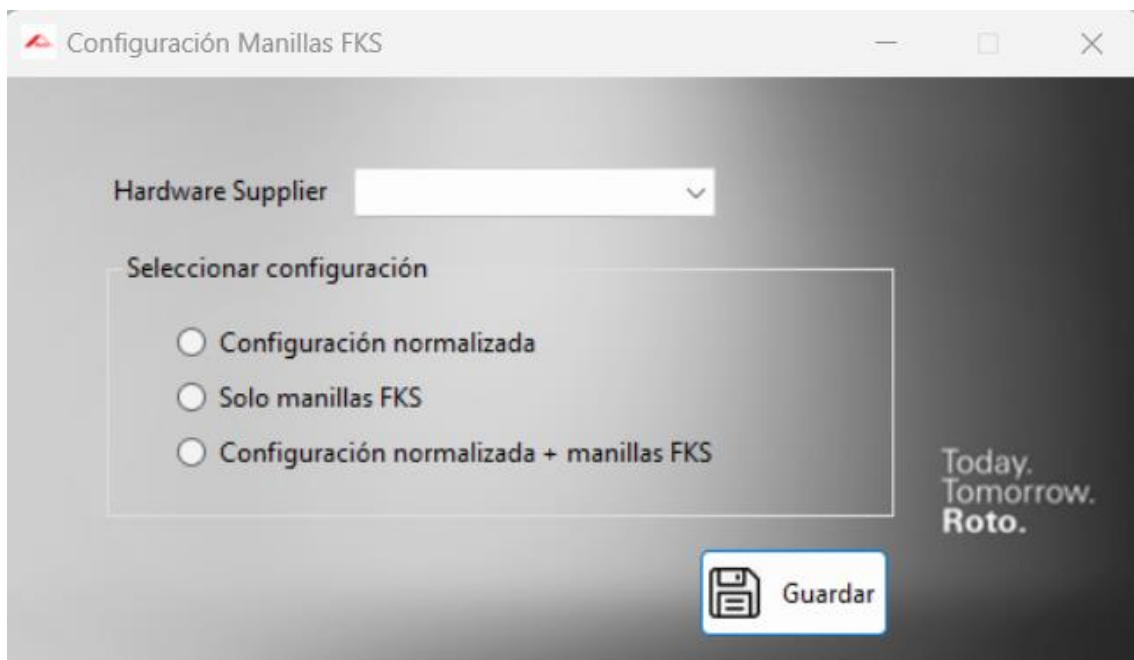 Configuración Manillas FKS
Hardware Supplier
Seleccionar configuración
Configuración normalizada
Solo manillas FKS
Configuración normalizada + manillas FKS
Today.
Tomorrow.
Roto.
Guardar